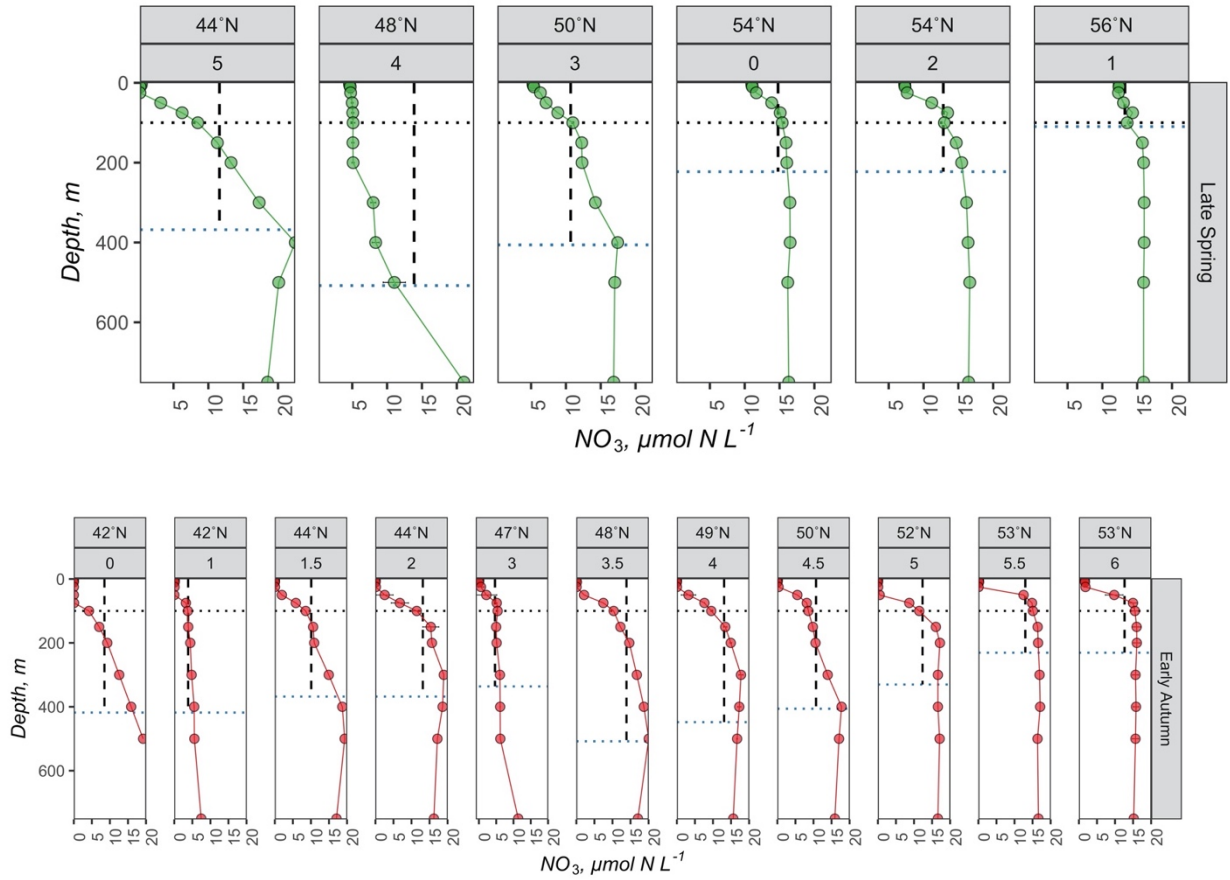 44°N 48°N 50°N 54°N 54°N 56°N
5 4 3 0 2 1
0
200
400
600
Depth, m
Late Spring
5 10 15 20 5 10 15 20 5 10 15 20 5 10 15 20 5 10 15 20 5 10 15 20
NO3, μmol N L-1
42°N 42°N 44°N 44°N 47°N 48°N 49°N 50°N 52°N 53°N 53°N
0 1 1.5 2 3 3.5 4 4.5 5 5.5 6
0
200
400
600
Depth, m
Early Autumn
0 5 10 15 20 0 5 10 15 20 0 5 10 15 20 0 5 10 15 20 0 5 10 15 20 0 5 10 15 20 0 5 10 15 20 0 5 10 15 20 0 5 10 15 20 0 5 10 15 20 0 5 10 15 20
NO3, μmol N L-1